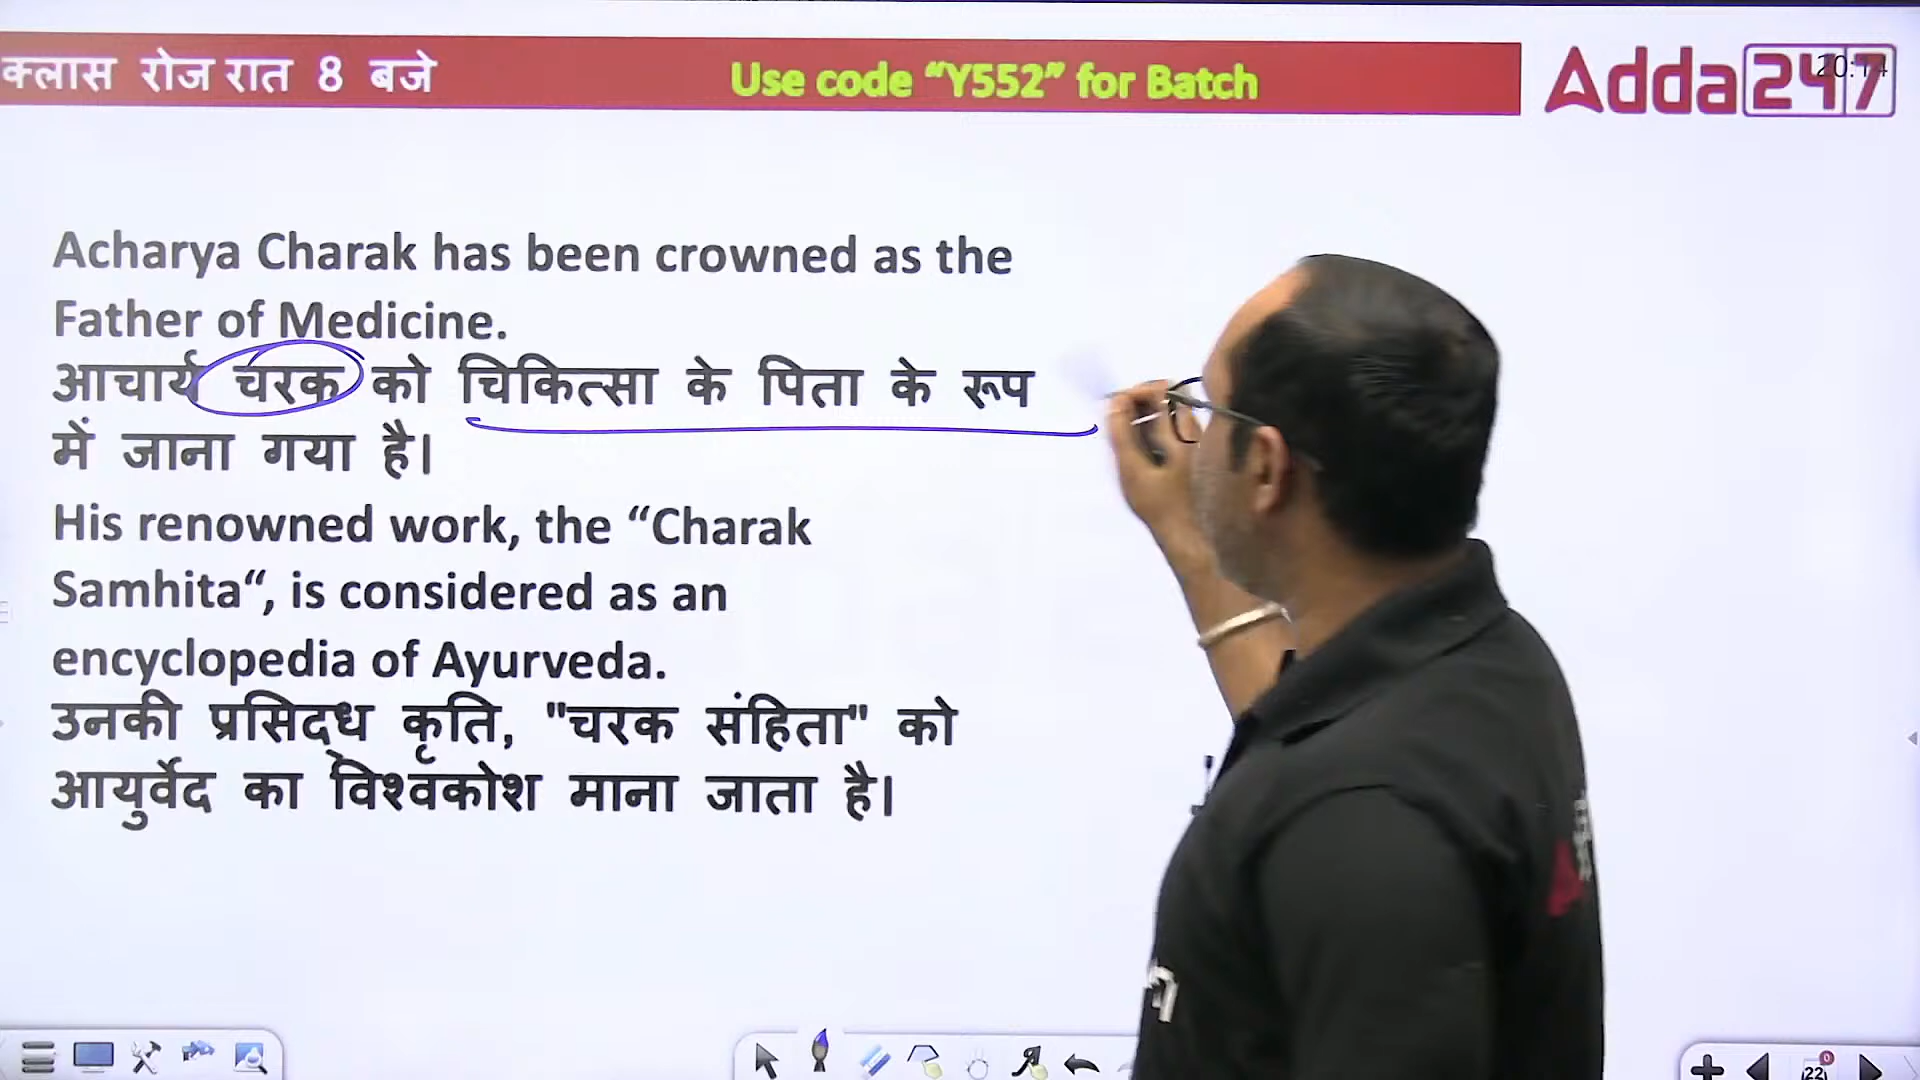 क्लास रोज रात 8 बजे
Use code “Y552” for Batch
Adda247
Acharya Charak has been crowned as the
Father of Medicine.
आचार्य चरक को चिकित्सा के पिता के रूप
में जाना गया है।
His renowned work, the “Charak
Samhita“, is considered as an
encyclopedia of Ayurveda.
उनकी प्रसिद्ध कृति, "चरक संहिता" को
आयुर्वेद का विश्वकोश माना जाता है।
22
0